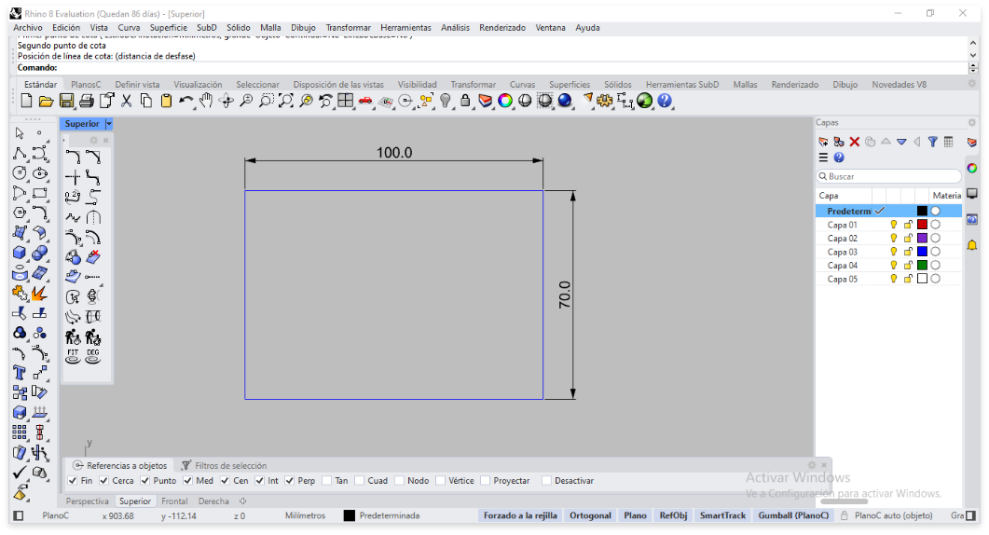 Rhino 8 Evaluation (Quedan 86 días) - [Superior]
Archivo Edición Vista Curva Superficie SubD Sólido Malla Dibujo Transformar Herramientas Análisis Renderizado Ventana Ayuda
Segundo punto de cota
Posición de línea de cota: (distancia de desfase)
Comando:
Estándar PlanosC Definir vista Visualización Seleccionar Disposición de las vistas Visibilidad Transformar Curvas Superficies Sólidos Herramientas SubD Mallas Renderizado Dibujo Novedades V8
Superior
Capas
Buscar
Capa Materia
Predeterm
Capa 01
Capa 02
Capa 03
Capa 04
Capa 05
100.0
70.0
FIT DEG
y
Referencias a objetos Filtros de selección
Fin Cerca Punto Med Cen Int Perp Tan Cuad Nodo Vértice Proyectar Desactivar
Activar Windows
Ve a Configuración para activar Windows.
Perspectiva Superior Frontal Derecha
PlanoC x 903.68 y -112.14 z 0 Milímetros Predeterminada Forzado a la rejilla Ortogonal Plano RefObj SmartTrack Gumball (PlanoC) PlanoC auto (objeto) Gra